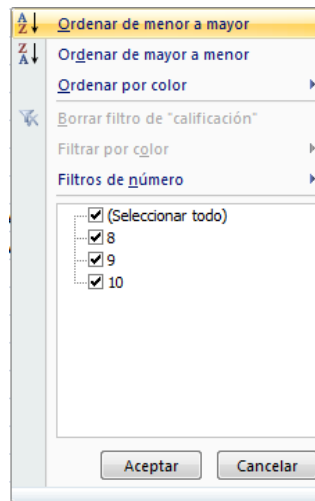 Ordenar de menor a mayor
Ordenar de mayor a menor
Ordenar por color
Borrar filtro de "calificación"
Filtrar por color
Filtros de número
(Seleccionar todo)
8
9
10
Aceptar Cancelar